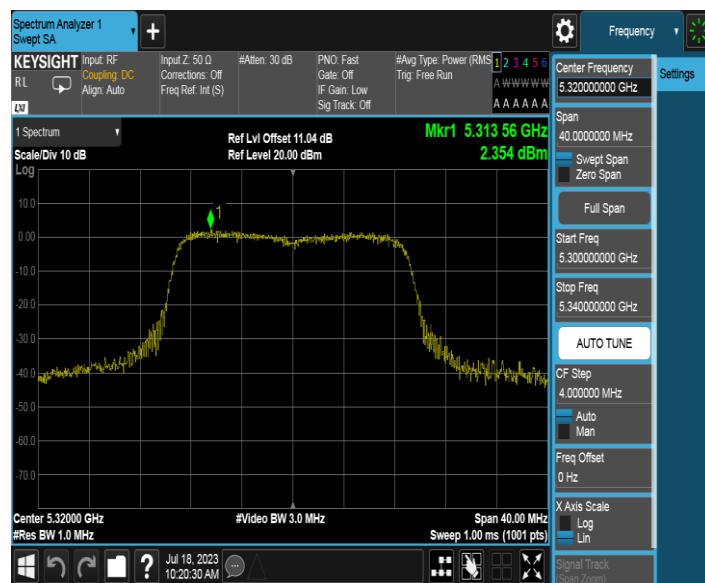 Spectrum Analyzer 1
Swept SA
+
Frequency
KEYSIGHT
RL
LXI
Input: RF
Coupling: DC
Align: Auto
Input Z: 50 Ω
Corrections: Off
Freq Ref: Int (S)
#Atten: 30 dB
PNO: Fast
Gate: Off
IF Gain: Low
Sig Track: Off
#Avg Type: Power (RMS
Trig: Free Run
1 2 3 4 5 6
A W W W W W
A A A A A A
1 Spectrum
Scale/Div 10 dB
Ref Lvl Offset 11.04 dB
Ref Level 20.00 dBm
Mkr1 5.313 56 GHz
2.354 dBm
Log
10.0
0.00
-10.0
-20.0
-30.0
-40.0
-50.0
-60.0
-70.0
1
Center 5.32000 GHz
#Res BW 1.0 MHz
#Video BW 3.0 MHz
Span 40.00 MHz
Sweep 1.00 ms (1001 pts)
Center Frequency
5.320000000 GHz
Settings
Span
40.0000000 MHz
Swept Span
Zero Span
Full Span
Start Freq
5.300000000 GHz
Stop Freq
5.340000000 GHz
AUTO TUNE
CF Step
4.000000 MHz
Auto
Man
Freq Offset
0 Hz
X Axis Scale
Log
Lin
Signal Track
(Span Zoom)
?
Jul 18, 2023
10:20:30 AM